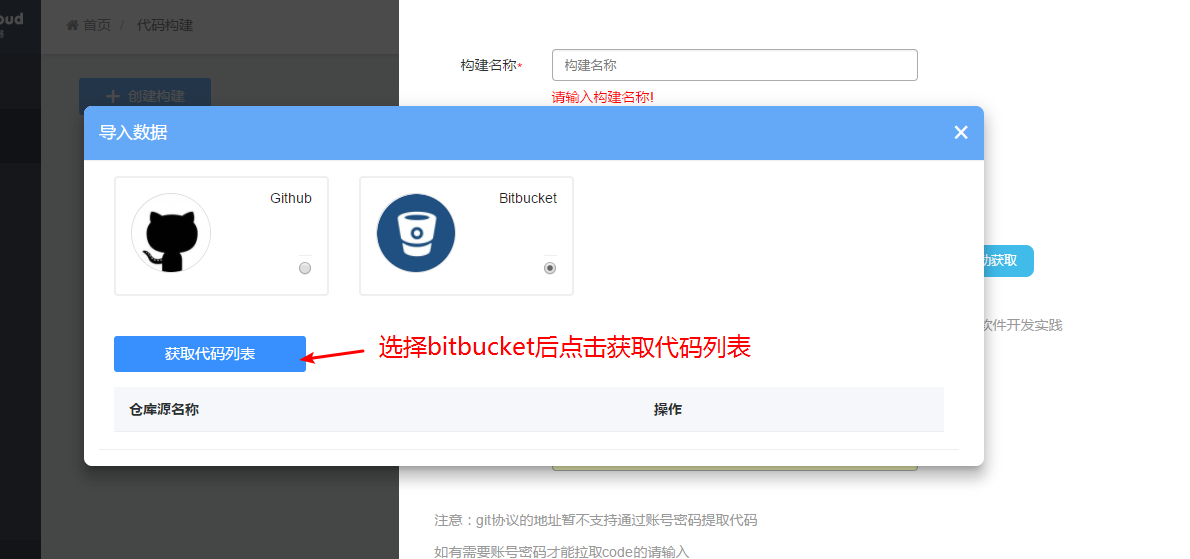 首页 / 代码构建
创建构建
构建名称*
构建名称
请输入构建名称!
导入数据
Github
Bitbucket
动获取
软件开发实践
获取代码列表
选择bitbucket后点击获取代码列表
仓库源名称 操作
注意：git协议的地址暂不支持通过账号密码提取代码
如有需要账号密码才能拉取code的请输入